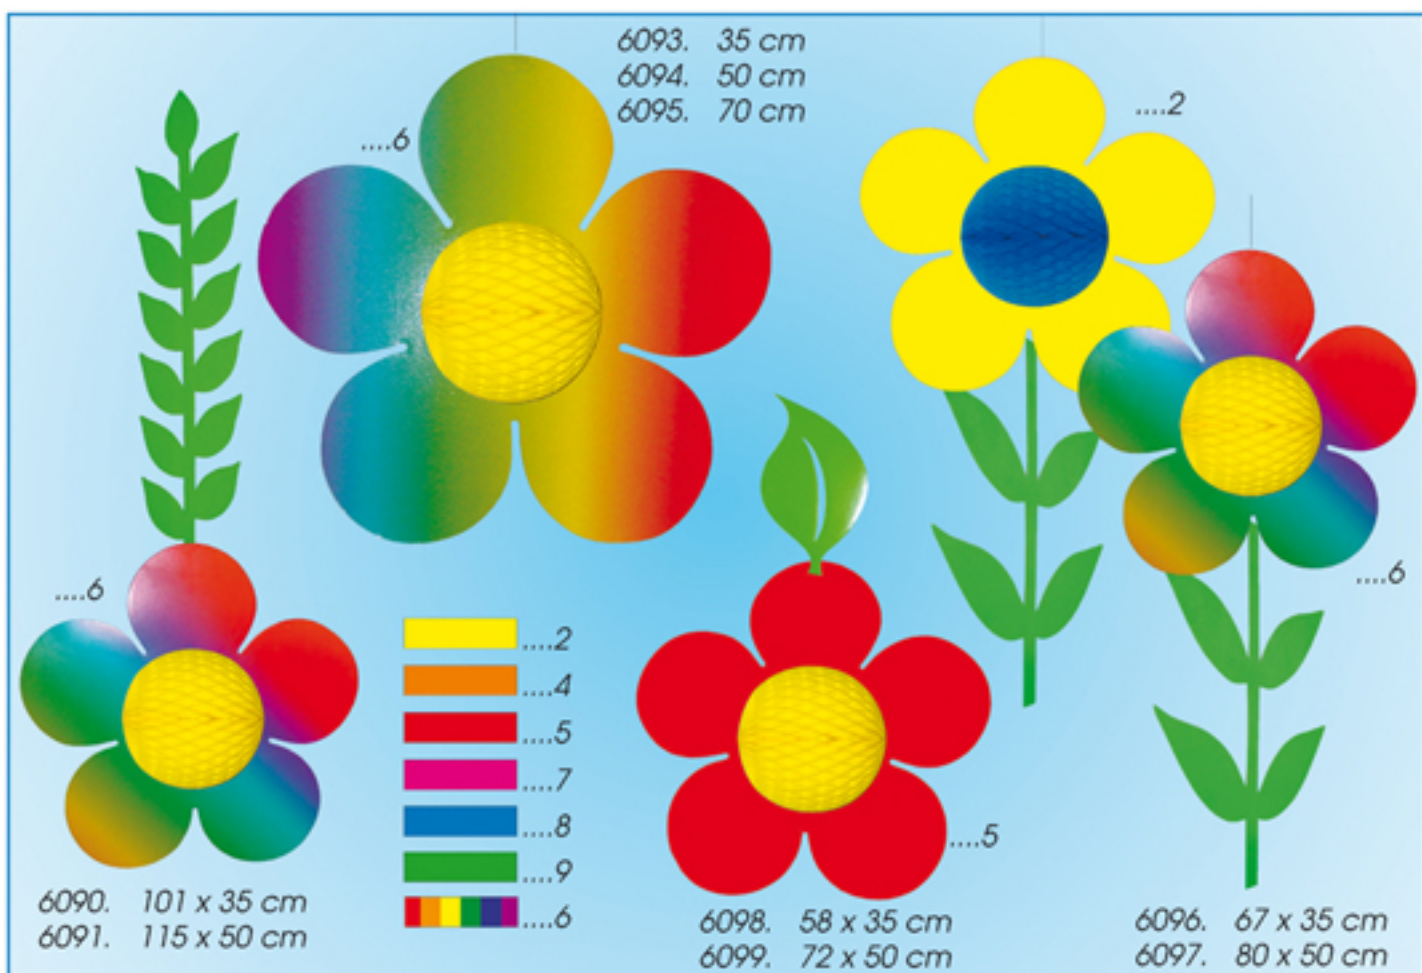 6093. 35 cm
6094. 50 cm
6095. 70 cm
....6
....2
....6
....6
....2
....4
....5
....7
....8
....9
....6
....5
6090. 101 x 35 cm
6091. 115 x 50 cm
6098. 58 x 35 cm
6099. 72 x 50 cm
6096. 67 x 35 cm
6097. 80 x 50 cm